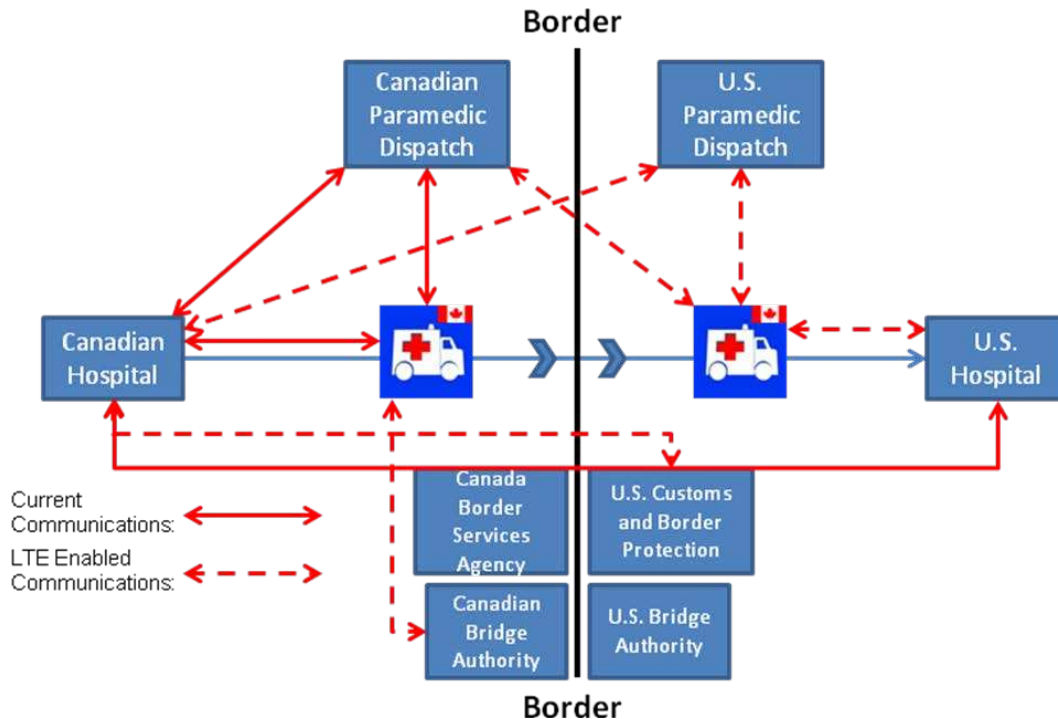 Border
Canadian
Paramedic
Dispatch
U.S.
Paramedic
Dispatch
Canadian
Hospital
U.S.
Hospital
Current
Communications:
LTE Enabled
Communications:
Canada
Border
Services
Agency
U.S. Customs
and Border
Protection
Canadian
Bridge
Authority
U.S. Bridge
Authority
Border